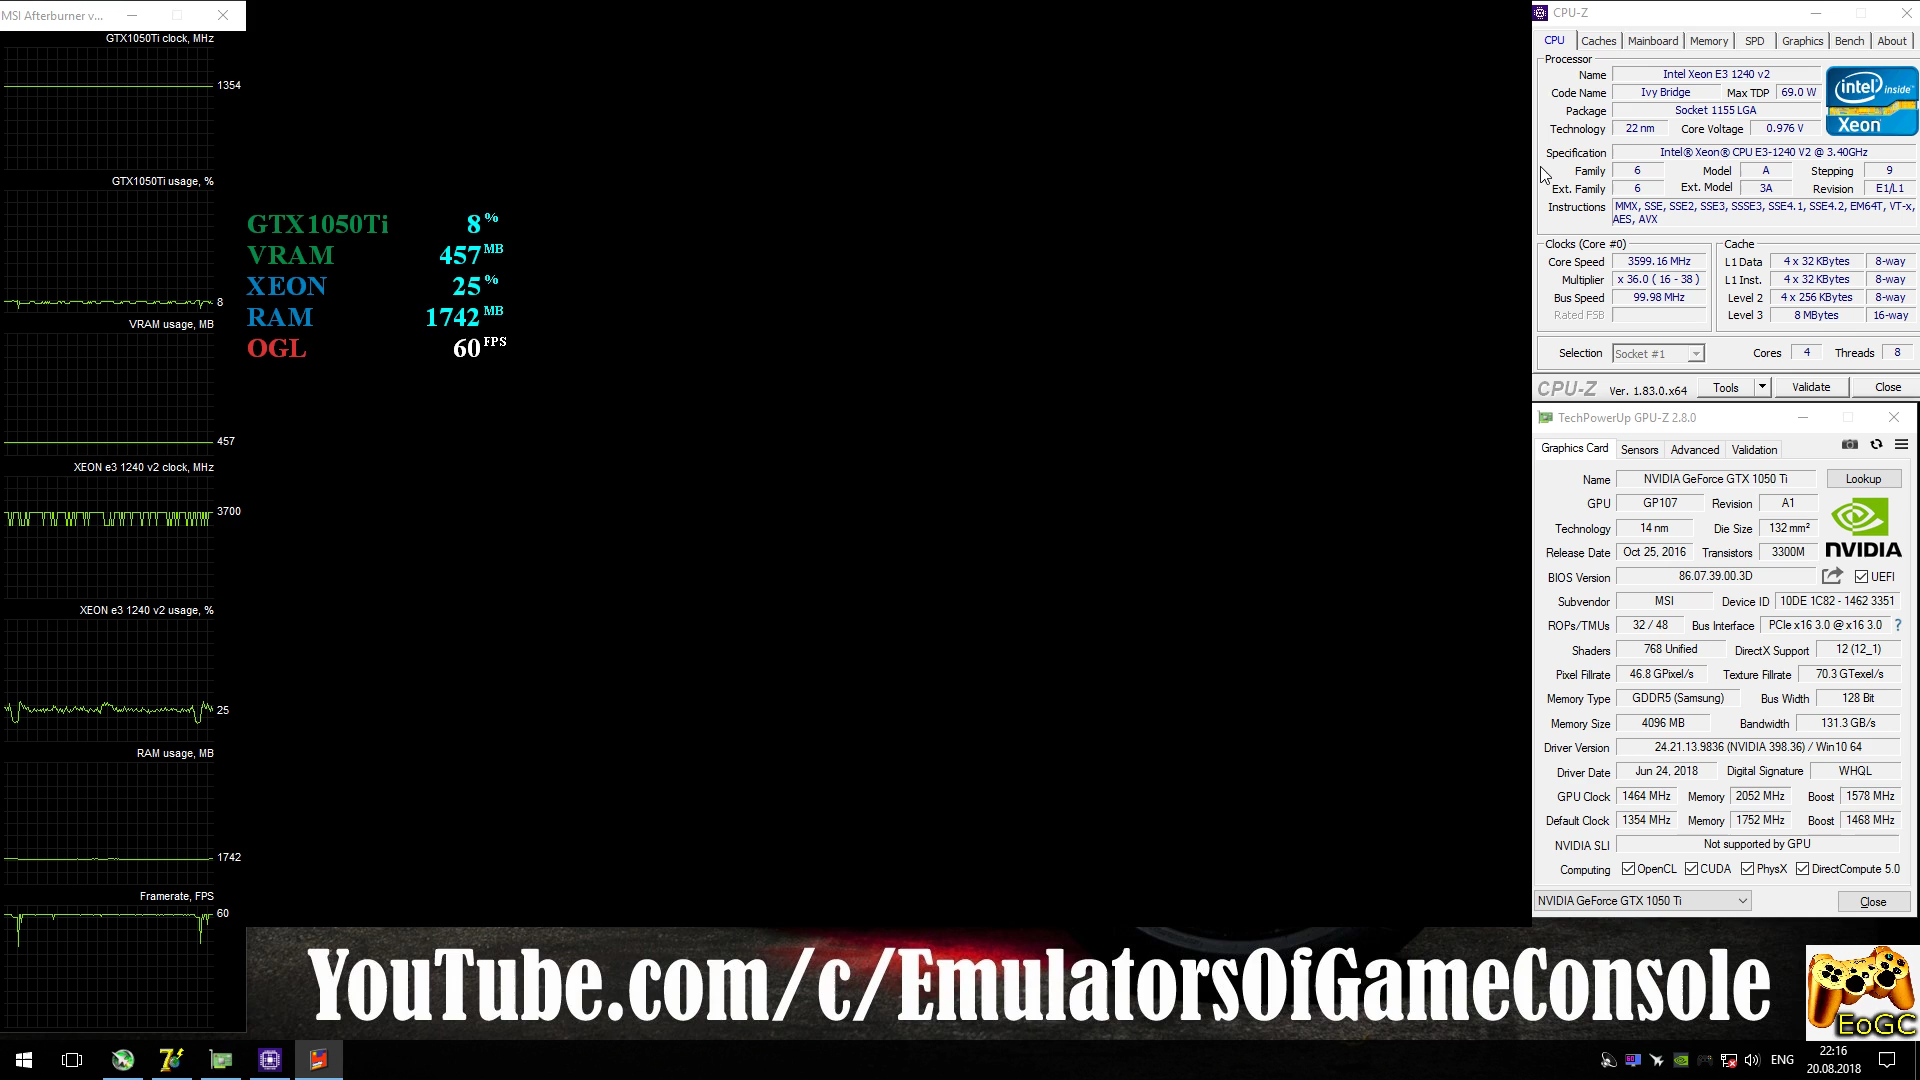 MSI Afterburner v...
GTX1050Ti clock, MHz
1354
GTX1050Ti usage, %
8
VRAM usage, MB
457
XEON e3 1240 v2 clock, MHz
3700
XEON e3 1240 v2 usage, %
25
RAM usage, MB
1742
Framerate, FPS
60
GTX1050Ti 8 %
VRAM 457 MB
XEON 25 %
RAM 1742 MB
OGL 60 FPS
CPU-Z
CPU Caches Mainboard Memory SPD Graphics Bench About
Processor
Name Intel Xeon E3 1240 v2
Code Name Ivy Bridge Max TDP 69.0 W
Package Socket 1155 LGA
Technology 22 nm Core Voltage 0.976 V
intel inside
Xeon
Specification Intel® Xeon® CPU E3-1240 V2 @ 3.40GHz
Family 6 Model A Stepping 9
Ext. Family 6 Ext. Model 3A Revision E1/L1
Instructions MMX, SSE, SSE2, SSE3, SSSE3, SSE4.1, SSE4.2, EM64T, VT-x,
AES, AVX
Clocks (Core #0)
Core Speed 3599.16 MHz
Multiplier x 36.0 ( 16 - 38 )
Bus Speed 99.98 MHz
Rated FSB
Cache
L1 Data 4 x 32 KBytes 8-way
L1 Inst. 4 x 32 KBytes 8-way
Level 2 4 x 256 KBytes 8-way
Level 3 8 MBytes 16-way
Selection Socket #1 Cores 4 Threads 8
CPU-Z Ver. 1.83.0.x64 Tools Validate Close
TechPowerUp GPU-Z 2.8.0
Graphics Card Sensors Advanced Validation
Name NVIDIA GeForce GTX 1050 Ti Lookup
GPU GP107 Revision A1
Technology 14 nm Die Size 132 mm²
Release Date Oct 25, 2016 Transistors 3300M
NVIDIA
BIOS Version 86.07.39.00.3D UEFI
Subvendor MSI Device ID 10DE 1C82 - 1462 3351
ROPs/TMUs 32 / 48 Bus Interface PCIe x16 3.0 @ x16 3.0 ?
Shaders 768 Unified DirectX Support 12 (12_1)
Pixel Fillrate 46.8 GPixel/s Texture Fillrate 70.3 GTexel/s
Memory Type GDDR5 (Samsung) Bus Width 128 Bit
Memory Size 4096 MB Bandwidth 131.3 GB/s
Driver Version 24.21.13.9836 (NVIDIA 398.36) / Win10 64
Driver Date Jun 24, 2018 Digital Signature WHQL
GPU Clock 1464 MHz Memory 2052 MHz Boost 1578 MHz
Default Clock 1354 MHz Memory 1752 MHz Boost 1468 MHz
NVIDIA SLI Not supported by GPU
Computing OpenCL CUDA PhysX DirectCompute 5.0
NVIDIA GeForce GTX 1050 Ti Close
YouTube.com/c/EmulatorsOfGameConsole
EoGC
ENG
22:16
20.08.2018